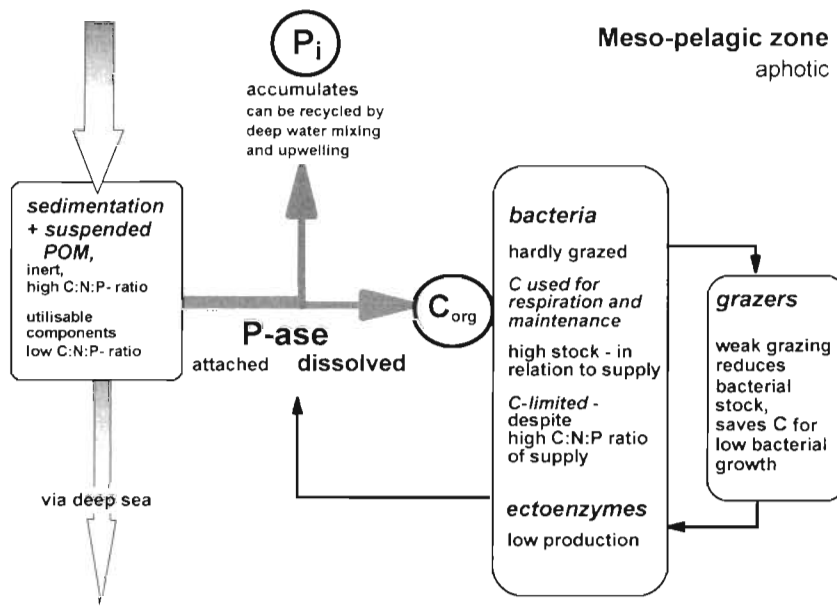 Meso-pelagic zone
aphotic
Pi
accumulates
can be recycled by
deep water mixing
and upwelling
sedimentation
+ suspended
POM,
inert,
high C:N:P- ratio
utilisable
components
low C:N:P- ratio
via deep sea
P-ase
attached dissolved
Corg
bacteria
hardly grazed
C used for
respiration and
maintenance
high stock - in
relation to supply
C-limited -
despite
high C:N:P ratio
of supply
ectoenzymes
low production
grazers
weak grazing
reduces
bacterial
stock,
saves C for
low bacterial
growth